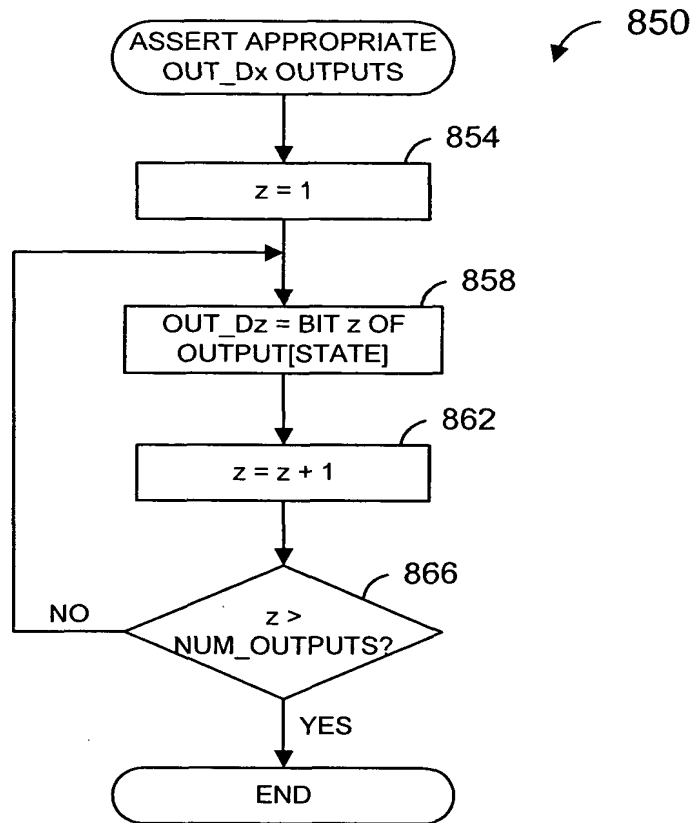 850
ASSERT APPROPRIATE
OUT_Dx OUTPUTS
854
z = 1
858
OUT_Dz = BIT z OF
OUTPUT[STATE]
862
z = z + 1
866
z >
NUM_OUTPUTS?
NO
YES
END